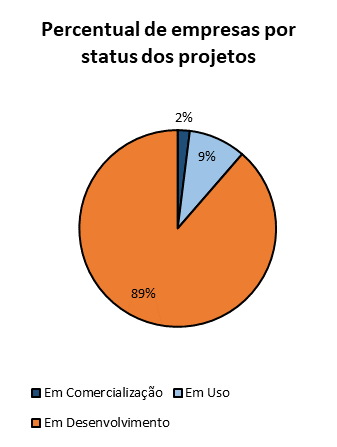 Percentual de empresas por
status dos projetos
2%
9%
89%
Em Comercialização Em Uso
Em Desenvolvimento